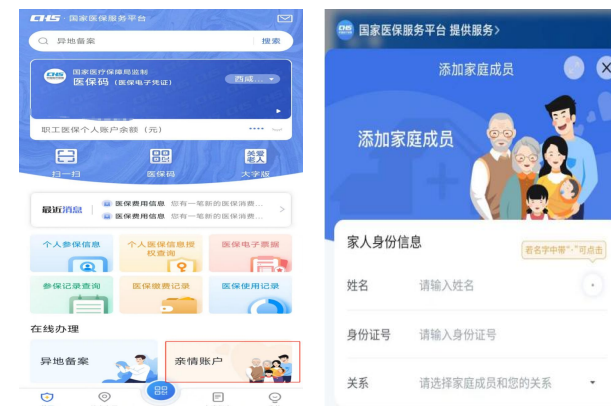 CHS · 国家医保服务平台
异地备案
搜索
CHS
国家医疗保障局监制
医保码（医保电子凭证）
西咸... ▾
职工医保个人账户余额（元）
扫一扫
医保码
关爱老人
大字版
最近消息
医保费用信息 您有一笔新的医保消费...
医保费用信息 您有一笔新的医保消费...
个人参保信息
个人医保信息授
权查询
医保电子票据
参保记录查询
医保缴费记录
医保使用记录
在线办理
异地备案
亲情账户
CHS 国家医保服务平台 提供服务>
添加家庭成员
添加家庭成员
家人身份信息
若名字中带“·”可点击
姓名 请输入姓名
身份证号 请输入身份证号
关系 请选择家庭成员和您的关系